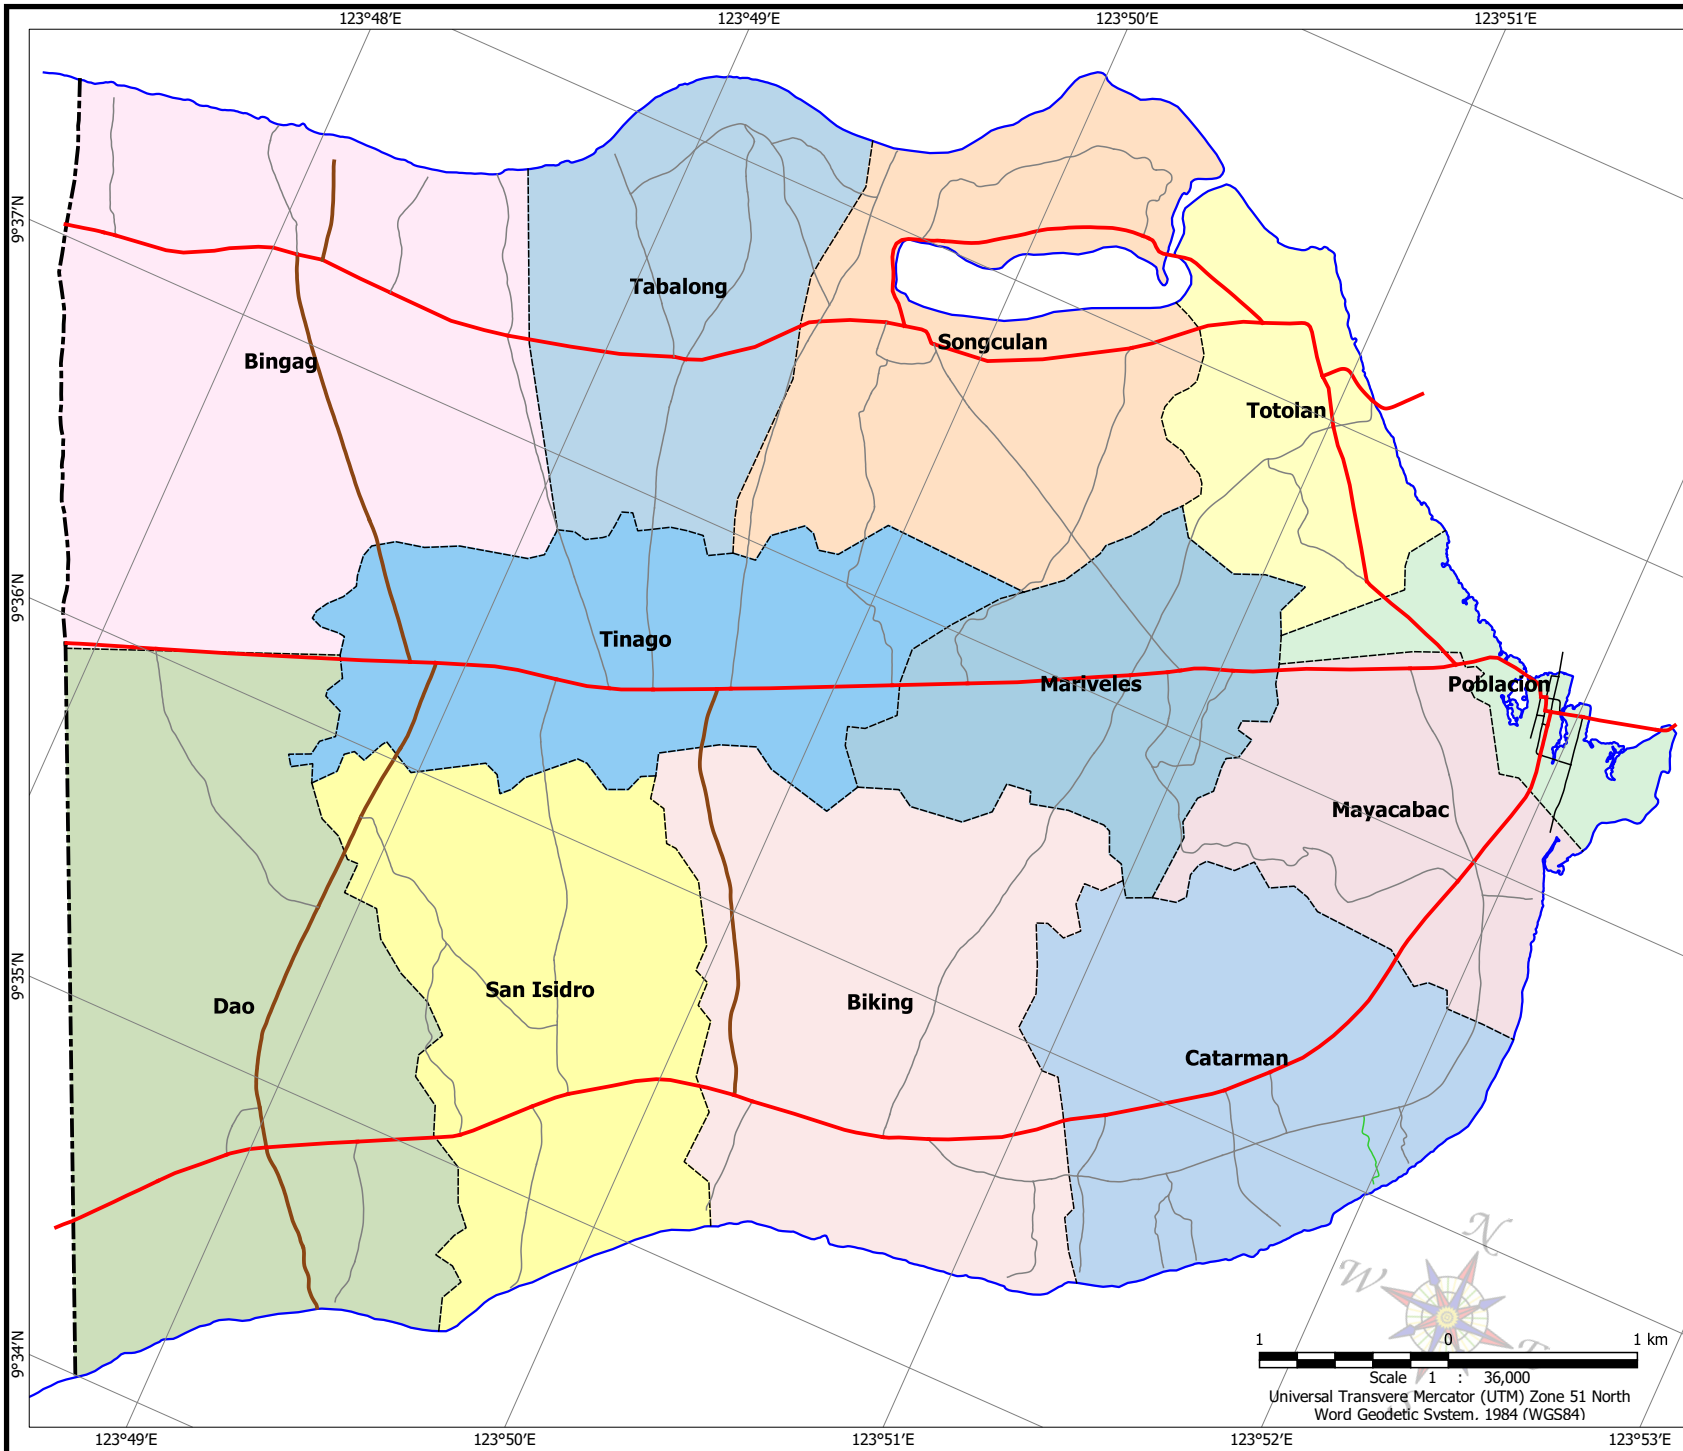 123°48'E
123°49'E
123°50'E
123°51'E
9°37'N
Tabalong
Songculan
Bingag
Totolan
9°36'N
Tinago
Mariveles
Poblacion
Mayacabac
9°35'N
San Isidro
Biking
Dao
Catarman
N
W
E
9°34'N
1 0 1 km
Scale 1 : 36,000
Universal Transvere Mercator (UTM) Zone 51 North
Word Geodetic System, 1984 (WGS84)
123°49'E
123°50'E
123°51'E
123°52'E
123°53'E